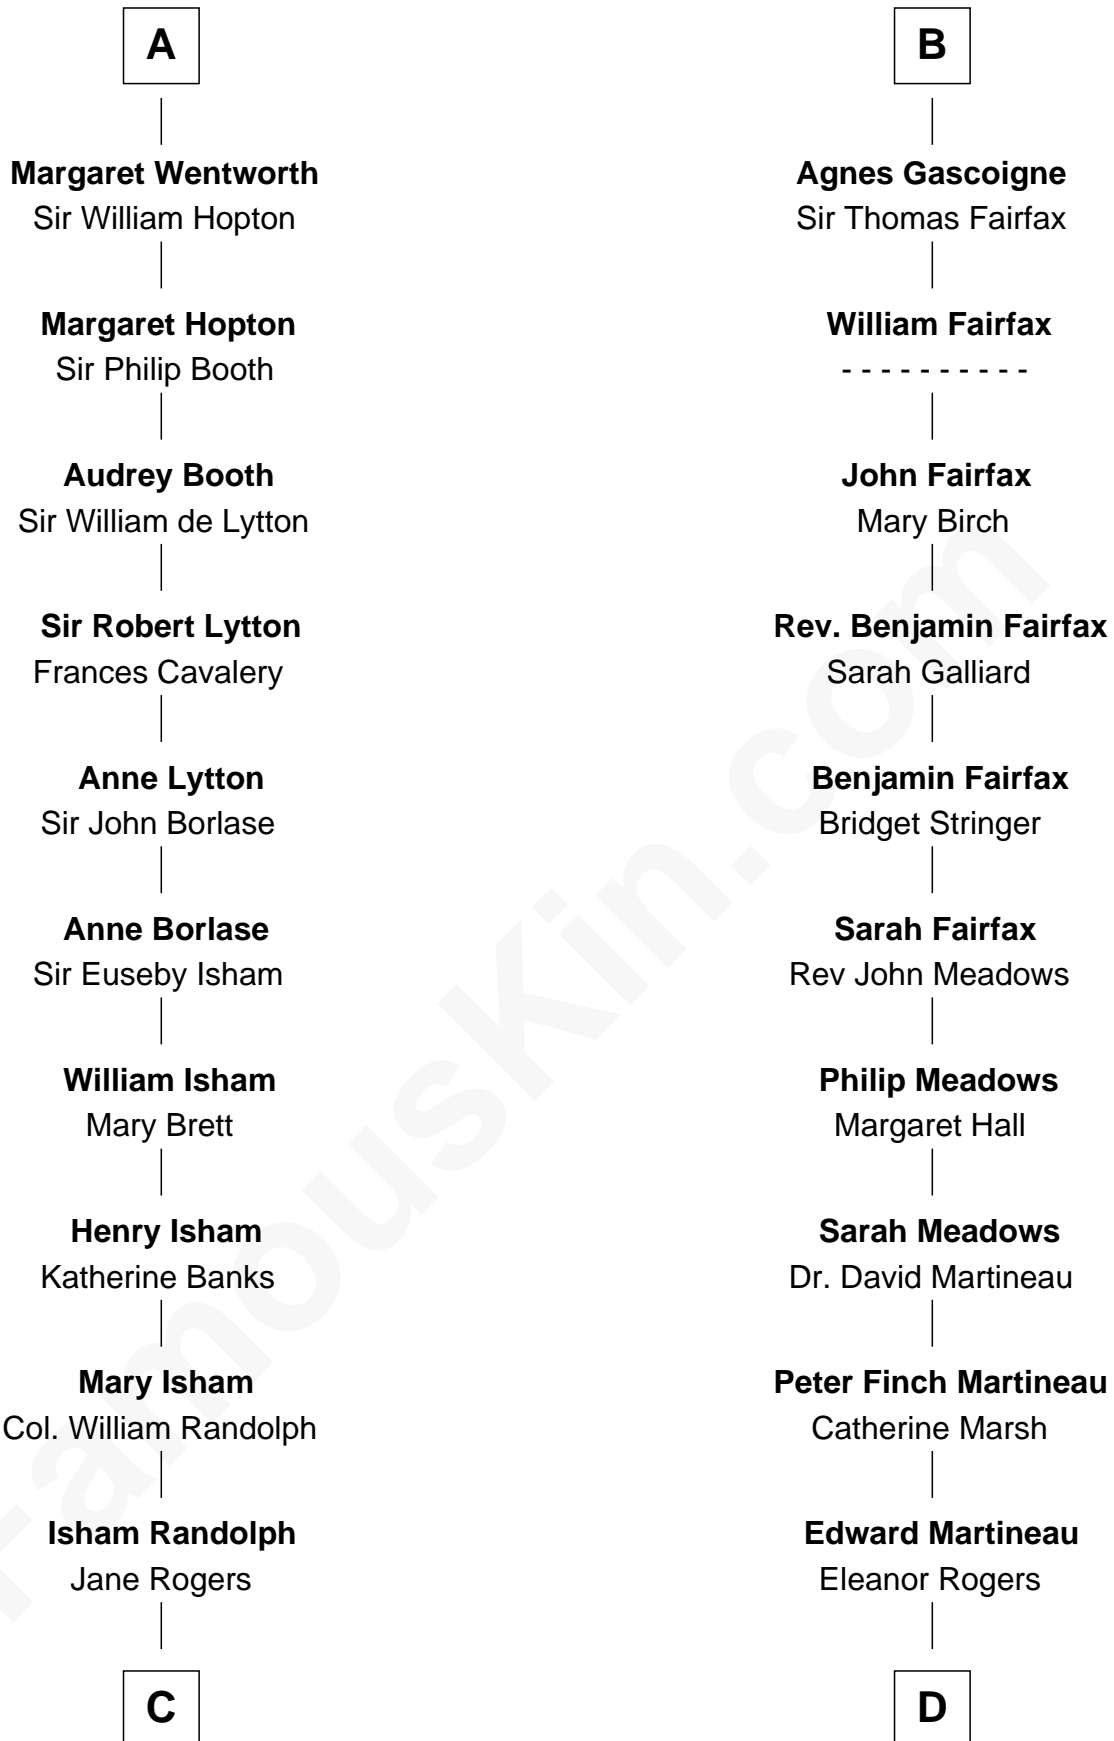 A
Margaret Wentworth
Sir William Hopton
Margaret Hopton
Sir Philip Booth
Audrey Booth
Sir William de Lytton
Sir Robert Lytton
Frances Cavalery
Anne Lytton
Sir John Borlase
Anne Borlase
Sir Euseby Isham
William Isham
Mary Brett
Henry Isham
Katherine Banks
Mary Isham
Col. William Randolph
Isham Randolph
Jane Rogers
C
B
Agnes Gascoigne
Sir Thomas Fairfax
William Fairfax
- - - - - - - - - -
John Fairfax
Mary Birch
Rev. Benjamin Fairfax
Sarah Galliard
Benjamin Fairfax
Bridget Stringer
Sarah Fairfax
Rev John Meadows
Philip Meadows
Margaret Hall
Sarah Meadows
Dr. David Martineau
Peter Finch Martineau
Catherine Marsh
Edward Martineau
Eleanor Rogers
D
FamousKin.com